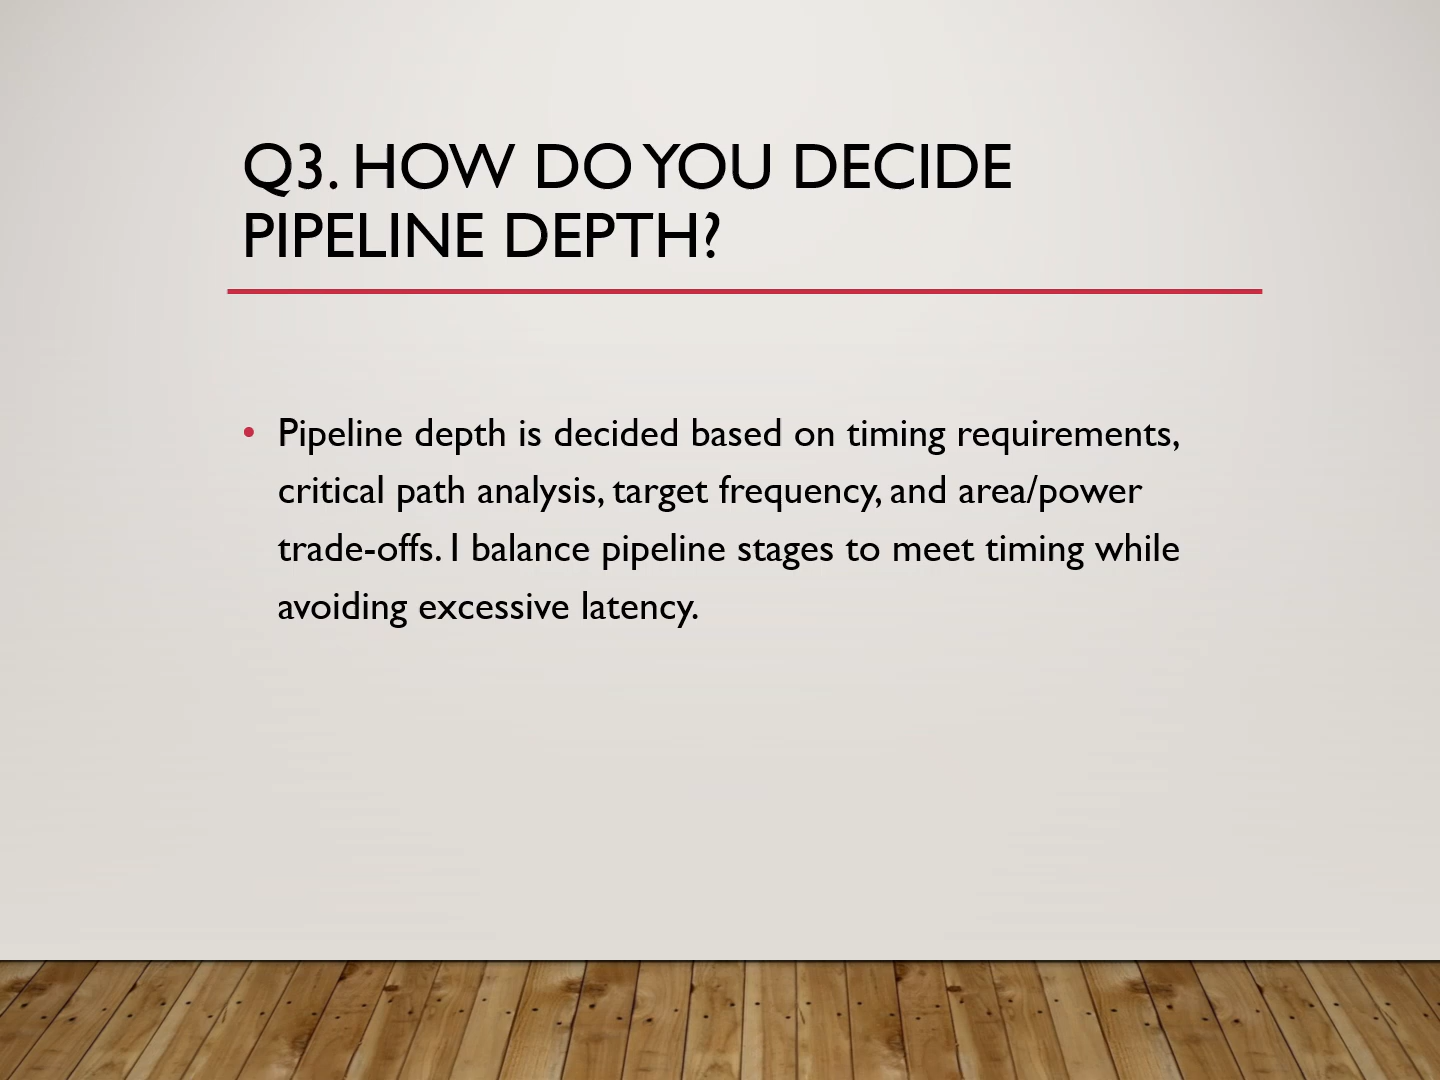 Q3. HOW DO YOU DECIDE
PIPELINE DEPTH?
• Pipeline depth is decided based on timing requirements,
critical path analysis, target frequency, and area/power
trade-offs. I balance pipeline stages to meet timing while
avoiding excessive latency.